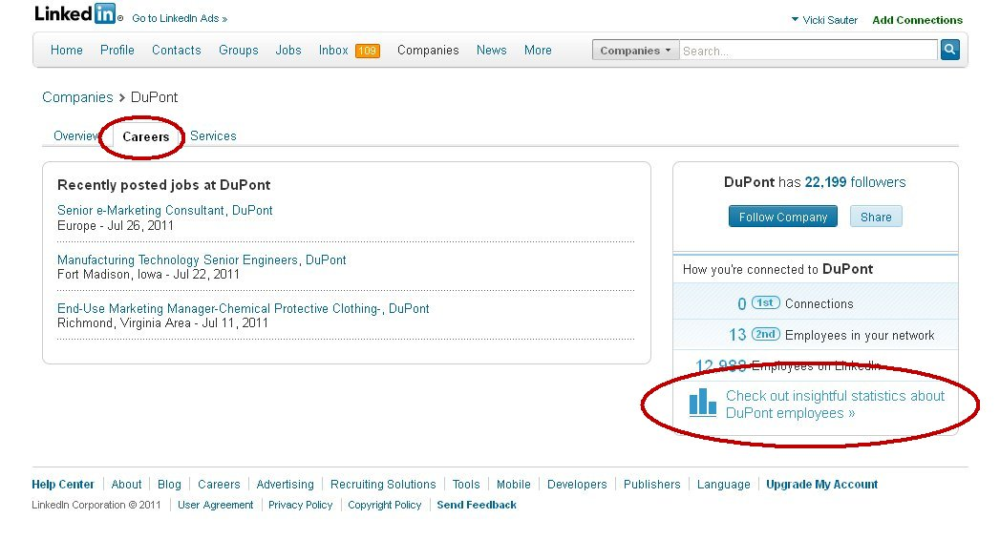 Linked in® Go to LinkedIn Ads » Vicki Sauter Add Connections
Home Profile Contacts Groups Jobs Inbox 109 Companies News More Companies Search...
Companies > DuPont
Overview Careers Services
Recently posted jobs at DuPont
Senior e-Marketing Consultant, DuPont
Europe - Jul 26, 2011
Manufacturing Technology Senior Engineers, DuPont
Fort Madison, Iowa - Jul 22, 2011
End-Use Marketing Manager-Chemical Protective Clothing-, DuPont
Richmond, Virginia Area - Jul 11, 2011
DuPont has 22,199 followers
Follow Company Share
How you're connected to DuPont
0 1st Connections
13 2nd Employees in your network
12,988 Employees on LinkedIn
Check out insightful statistics about
DuPont employees »
Help Center About Blog Careers Advertising Recruiting Solutions Tools Mobile Developers Publishers Language Upgrade My Account
LinkedIn Corporation © 2011 User Agreement Privacy Policy Copyright Policy Send Feedback